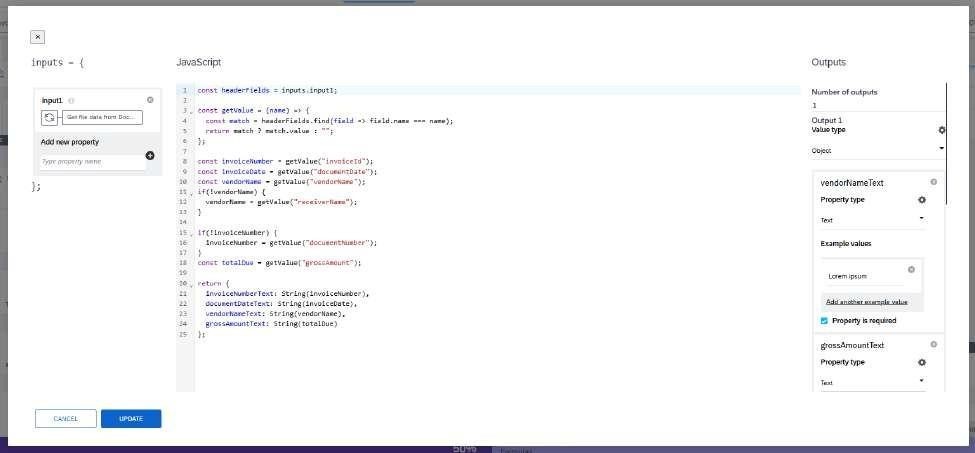 inputs = {
input1
Get file data from Doc...
Add new property
Type property name
};
JavaScript
1 const headerFields = inputs.input1;
2
3 const getValue = (name) => {
4 const match = headerFields.find(field => field.name === name);
5 return match ? match.value : "";
6 };
7
8 const invoiceNumber = getValue("invoiceId");
9 const invoiceDate = getValue("documentDate");
10 const vendorName = getValue("vendorName");
11 if(!vendorName) {
12 vendorName = getValue("receiverName");
13 }
14
15 if(!invoiceNumber) {
16 invoiceNumber = getValue("documentNumber");
17 }
18 const totalDue = getValue("grossAmount");
19
20 return {
21 invoiceNumberText: String(invoiceNumber),
22 documentDateText: String(invoiceDate),
23 vendorNameText: String(vendorName),
24 grossAmountText: String(totalDue)
25 };
Outputs
Number of outputs
1
Output 1
Value type
Object
vendorNameText
Property type
Text
Example values
Lorem ipsum
Add another example value
Property is required
grossAmountText
Property type
Text
CANCEL
UPDATE
50%